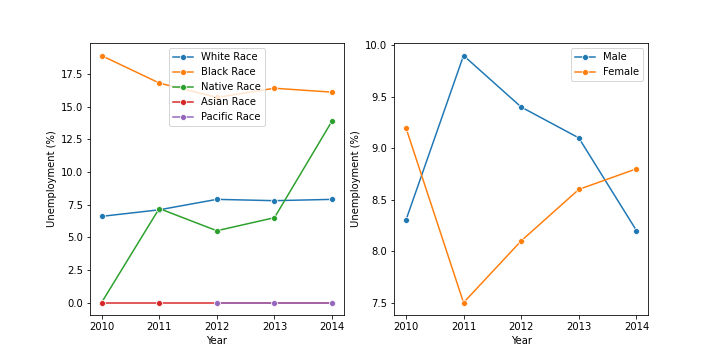 White Race
Black Race
Native Race
Asian Race
Pacific Race
17.5
15.0
12.5
10.0
7.5
5.0
2.5
0.0
Unemployment (%)
2010 2011 2012 2013 2014
Year
Male
Female
10.0
9.5
9.0
8.5
8.0
7.5
Unemployment (%)
2010 2011 2012 2013 2014
Year